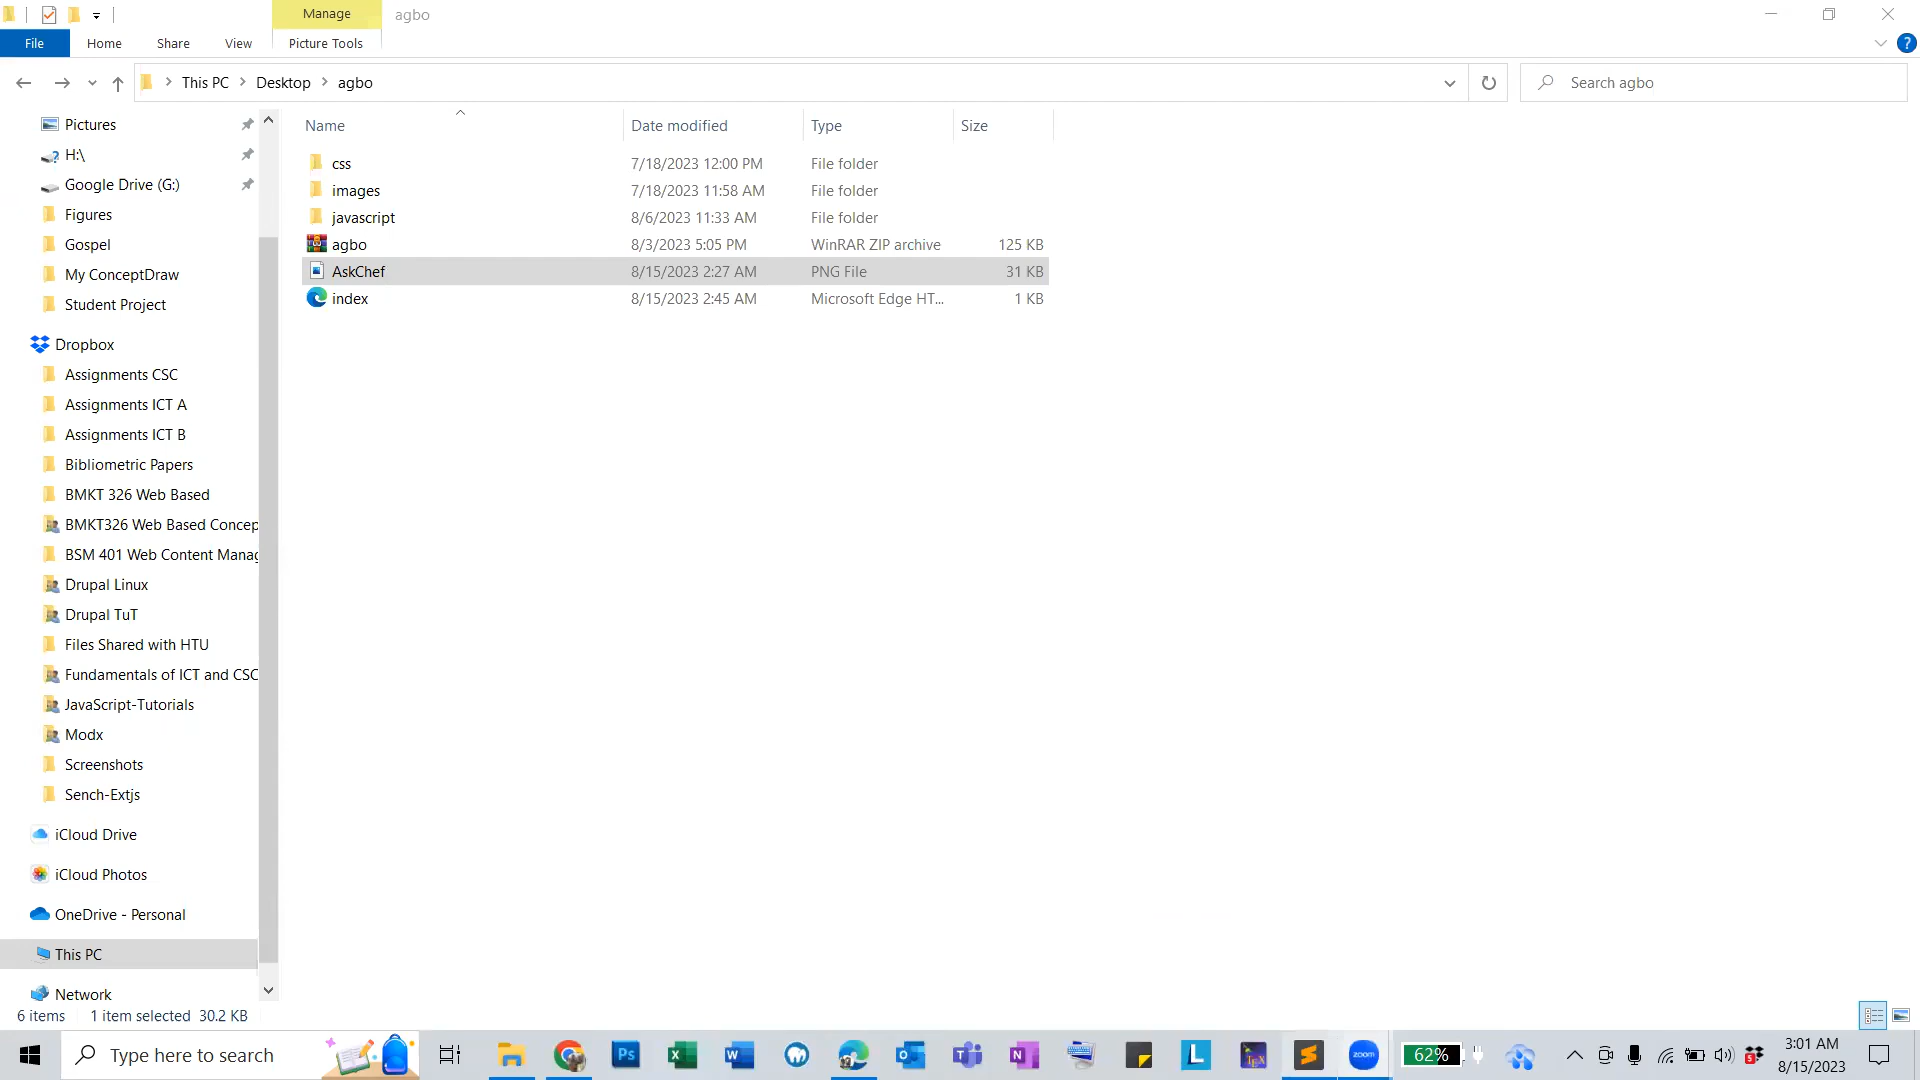 Manage
agbo
File
Home
Share
View
Picture Tools
This PC
Desktop
agbo
Search agbo
Name
Date modified
Type
Size
css
7/18/2023 12:00 PM
File folder
images
7/18/2023 11:58 AM
File folder
javascript
8/6/2023 11:33 AM
File folder
agbo
8/3/2023 5:05 PM
WinRAR ZIP archive
125 KB
AskChef
8/15/2023 2:27 AM
PNG File
31 KB
index
8/15/2023 2:45 AM
Microsoft Edge HT...
1 KB
Pictures
H:\
Google Drive (G:)
Figures
Gospel
My ConceptDraw
Student Project
Dropbox
Assignments CSC
Assignments ICT A
Assignments ICT B
Bibliometric Papers
BMKT 326 Web Based
BMKT326 Web Based Concep
BSM 401 Web Content Manag
Drupal Linux
Drupal TuT
Files Shared with HTU
Fundamentals of ICT and CSC
JavaScript-Tutorials
Modx
Screenshots
Sench-Extjs
iCloud Drive
iCloud Photos
OneDrive - Personal
This PC
Network
6 items
1 item selected 30.2 KB
Type here to search
Ps
zoom
62%
3:01 AM
8/15/2023